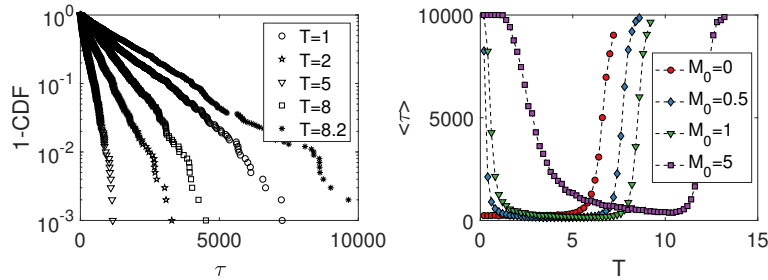 10^0
10^-1
10^-2
10^-3
1-CDF
0
5000
10000
τ
T=1
T=2
T=5
T=8
T=8.2
10000
5000
0
<τ>
0
5
10
15
T
M_0=0
M_0=0.5
M_0=1
M_0=5